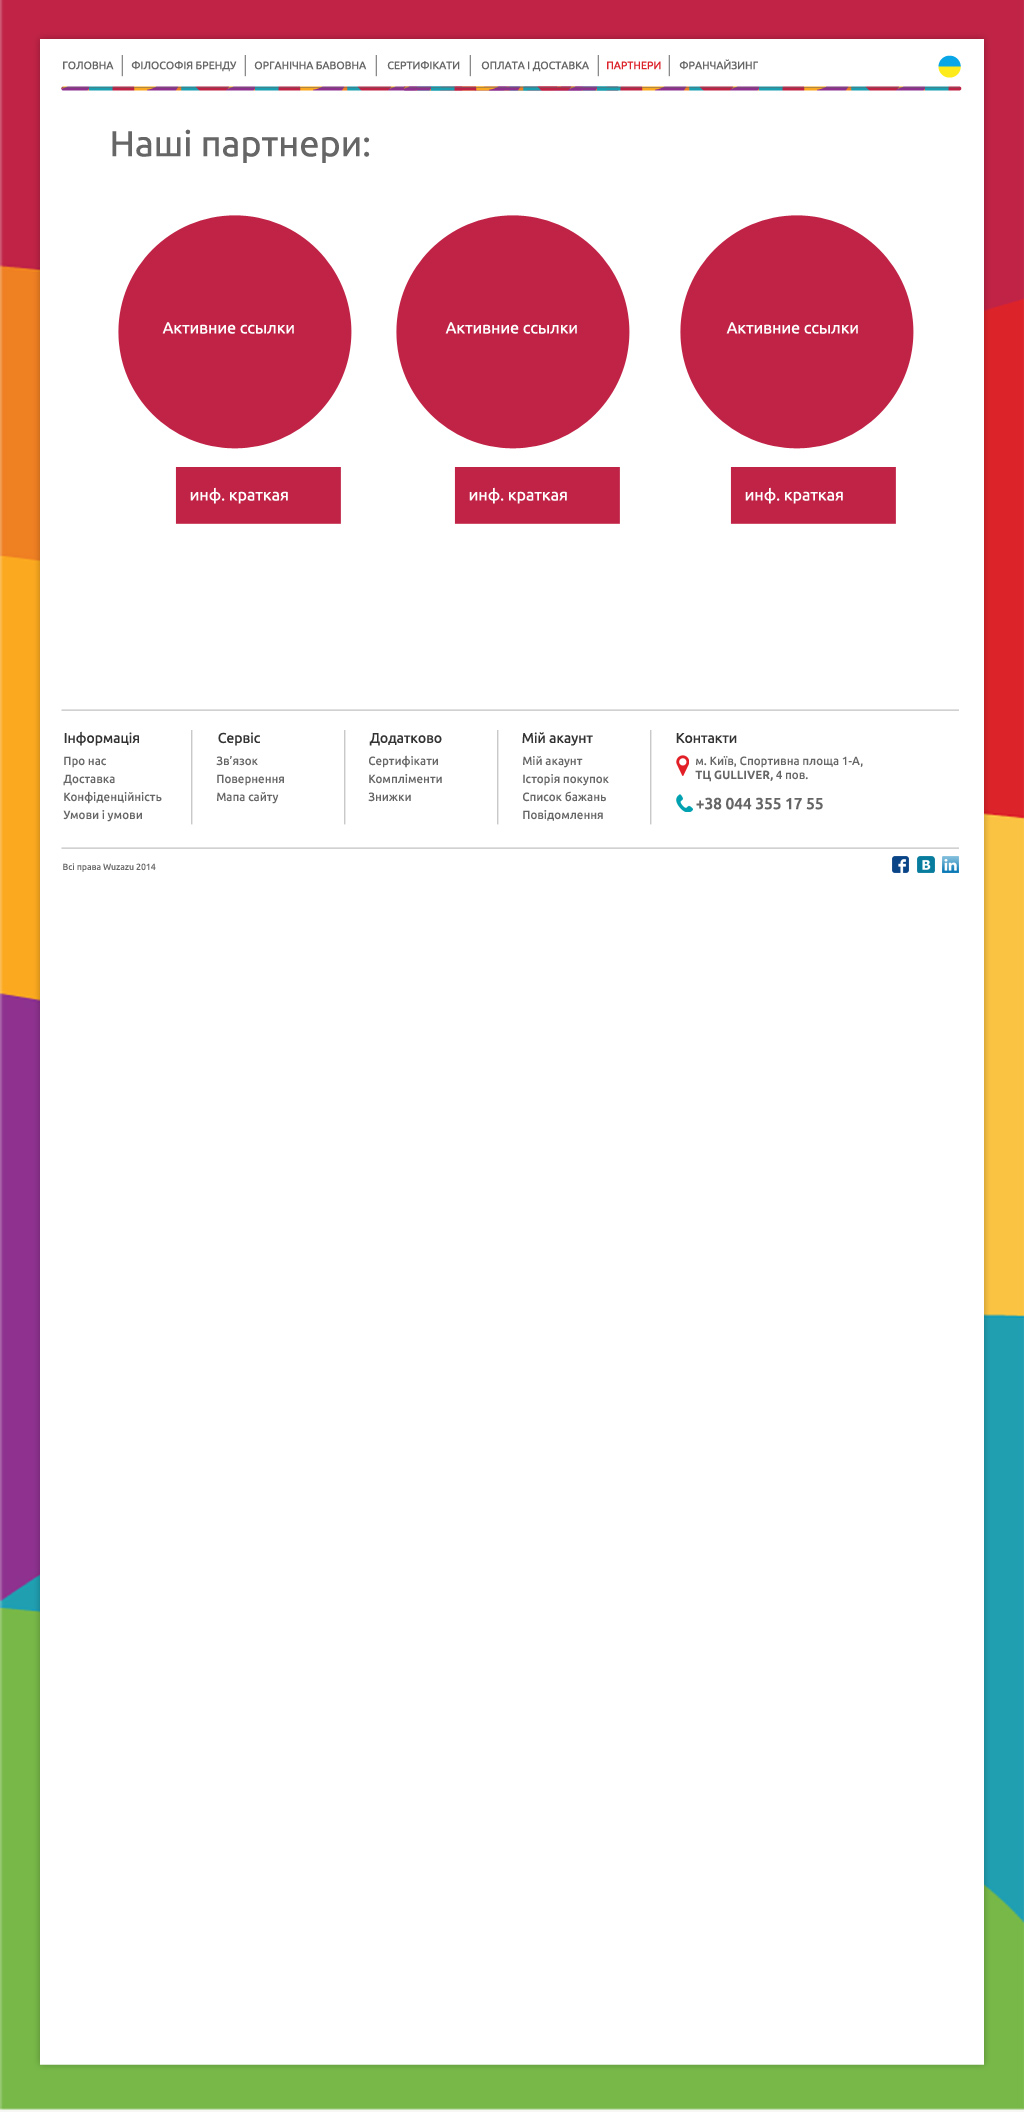 ГОЛОВНА ФІЛОСОФІЯ БРЕНДУ ОРГАНІЧНА БАВОВНА СЕРТИФІКАТИ ОПЛАТА І ДОСТАВКА ПАРТНЕРИ ФРАНЧАЙЗИНГ
Наші партнери:
Активние ссылки Активние ссылки Активние ссылки
инф. краткая инф. краткая инф. краткая
Інформація
Про нас
Доставка
Конфіденційність
Умови і умови
Сервіс
Зв’язок
Повернення
Мапа сайту
Додатково
Сертифікати
Компліменти
Знижки
Мій акаунт
Мій акаунт
Історія покупок
Список бажань
Повідомлення
Контакти
м. Київ, Спортивна площа 1-А,
ТЦ GULLIVER, 4 пов.
+38 044 355 17 55
Всі права Wuzazu 2014
f B in